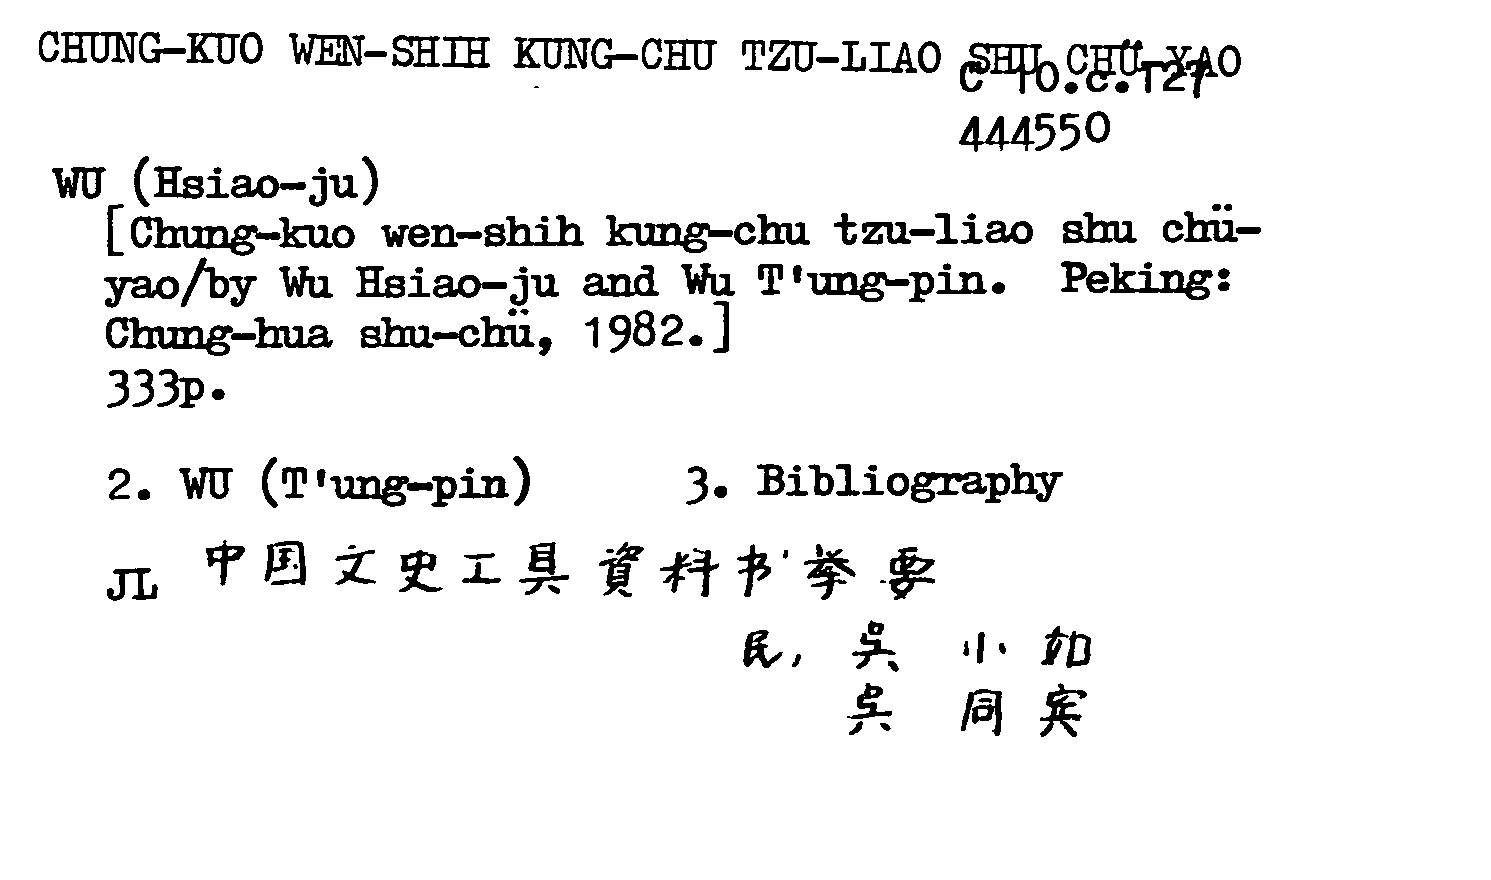 CHUNG-KUO WEN-SHIH KUNG-CHU TZU-LIAO SHU CHÜ-YAO
C 10.c.T27
444550
WU (Hsiao-ju)
[Chung-kuo wen-shih kung-chu tzu-liao shu chü-
yao/by Wu Hsiao-ju and Wu T'ung-pin. Peking:
Chung-hua shu-chü, 1982.]
333p.
2. WU (T'ung-pin) 3. Bibliography
JL 中国文史工具資料书举要
民, 吴 小 如
吴 同 宾